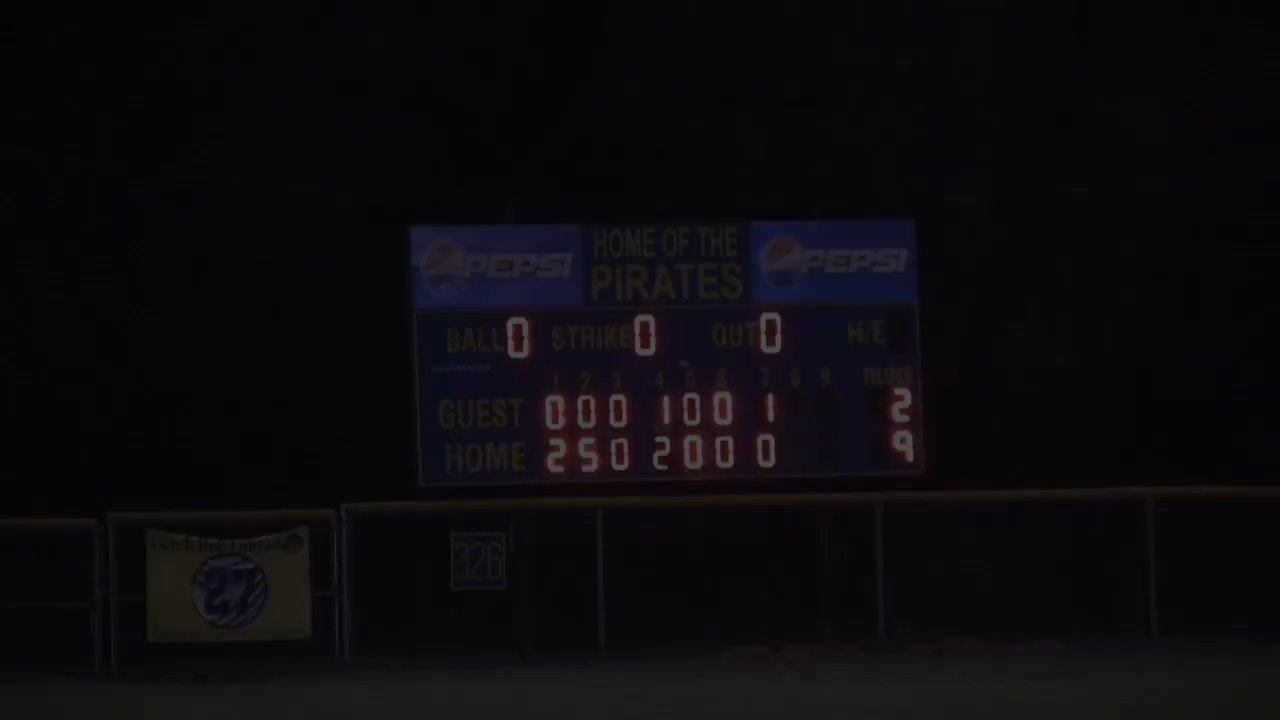 PEPSI HOME OF THE PIRATES PEPSI
BALL 0 STRIKE 0 OUT 0 H/E
1 2 3 4 5 6 7 8 9 RUNS
GUEST 0 0 0 1 0 0 1 2
HOME 2 5 0 2 0 0 0 9
326
27